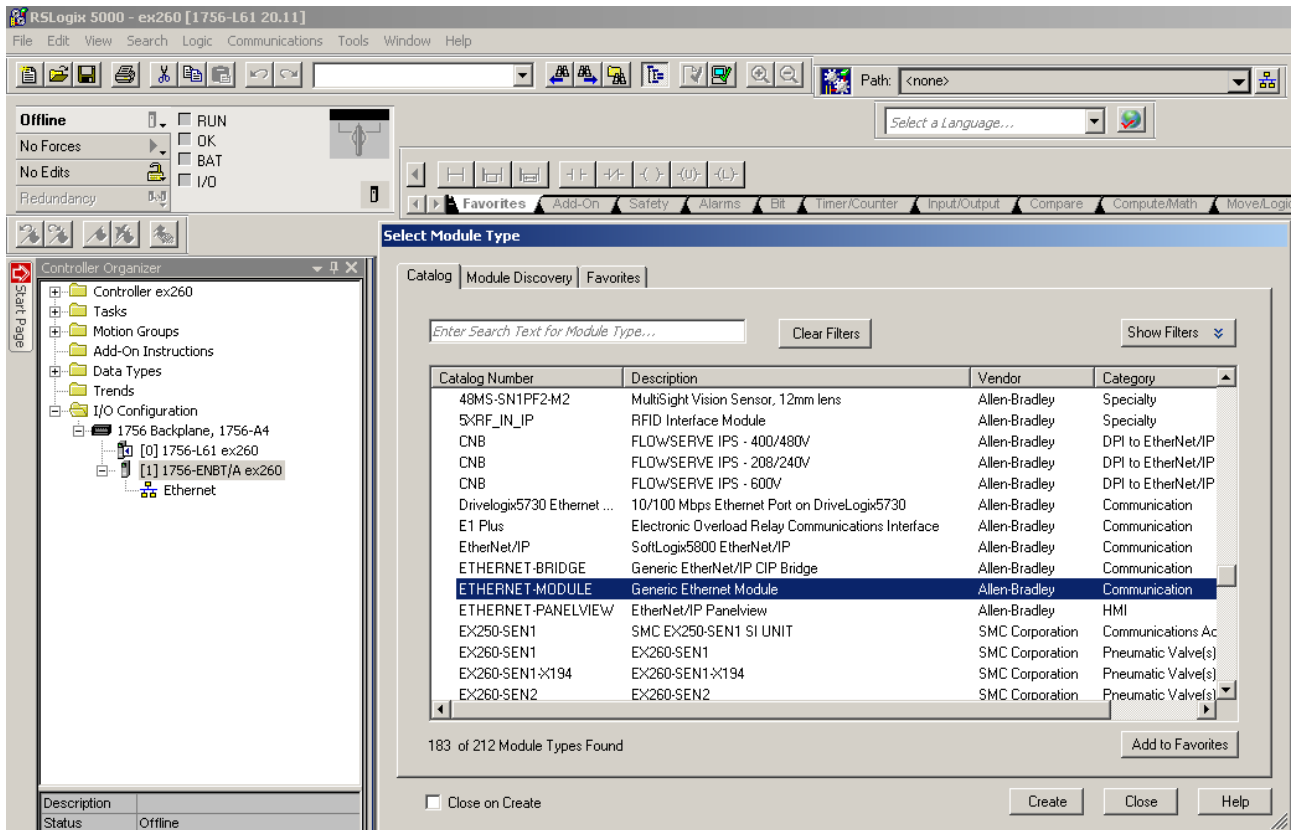 RSLogix 5000 - ex260 [1756-L61 20.11]
File Edit View Search Logic Communications Tools Window Help
Path: <none>
Offline RUN
No Forces OK
No Edits BAT
I/O
Redundancy
Select a Language...
Favorites Add-On Safety Alarms Bit Timer/Counter Input/Output Compare Compute/Math Move/Logic
Start Page
Controller Organizer
Controller ex260
Tasks
Motion Groups
Add-On Instructions
Data Types
Trends
I/O Configuration
1756 Backplane, 1756-A4
[0] 1756-L61 ex260
[1] 1756-ENBT/A ex260
Ethernet
Description
Status Offline
Select Module Type
Catalog Module Discovery Favorites
Enter Search Text for Module Type... Clear Filters Show Filters
Catalog Number Description Vendor Category
48MS-SN1PF2-M2 MultiSight Vision Sensor, 12mm lens Allen-Bradley Specialty
5XRF_IN_IP RFID Interface Module Allen-Bradley Specialty
CNB FLOWSERVE IPS - 400/480V Allen-Bradley DPI to EtherNet/IP
CNB FLOWSERVE IPS - 208/240V Allen-Bradley DPI to EtherNet/IP
CNB FLOWSERVE IPS - 600V Allen-Bradley DPI to EtherNet/IP
Drivelogix5730 Ethernet ... 10/100 Mbps Ethernet Port on DriveLogix5730 Allen-Bradley Communication
E1 Plus Electronic Overload Relay Communications Interface Allen-Bradley Communication
EtherNet/IP SoftLogix5800 EtherNet/IP Allen-Bradley Communication
ETHERNET-BRIDGE Generic EtherNet/IP CIP Bridge Allen-Bradley Communication
ETHERNET-MODULE Generic Ethernet Module Allen-Bradley Communication
ETHERNET-PANELVIEW EtherNet/IP Panelview Allen-Bradley HMI
EX250-SEN1 SMC EX250-SEN1 SI UNIT SMC Corporation Communications Ac
EX260-SEN1 EX260-SEN1 SMC Corporation Pneumatic Valve(s)
EX260-SEN1-X194 EX260-SEN1-X194 SMC Corporation Pneumatic Valve(s)
EX260-SEN2 EX260-SEN2 SMC Corporation Pneumatic Valve(s)
183 of 212 Module Types Found Add to Favorites
Close on Create Create Close Help